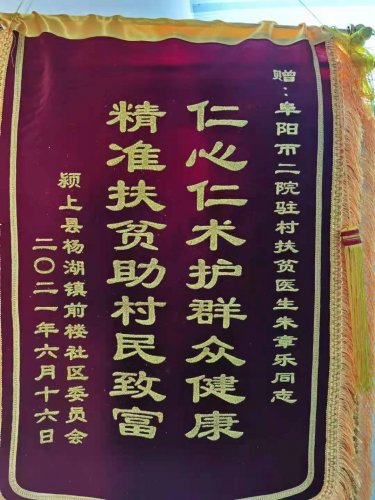 赠：阜阳市二院驻村扶贫医生朱章乐同志
仁心仁术护群众健康
精准扶贫助村民致富
颍上县杨湖镇前楼社区委员会
二〇二一年六月十六日